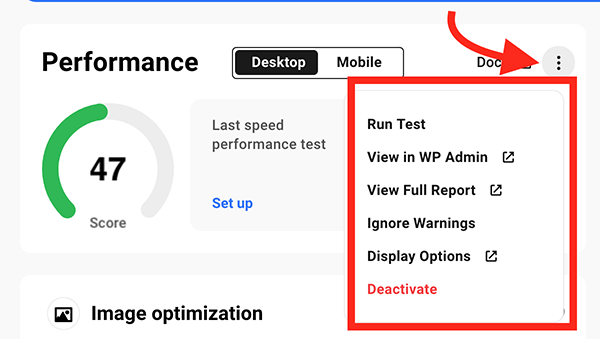 Performance
Desktop
Mobile
Doc
Run Test
View in WP Admin
View Full Report
Ignore Warnings
Display Options
Deactivate
47
Score
Last speed
performance test
Set up
Image optimization